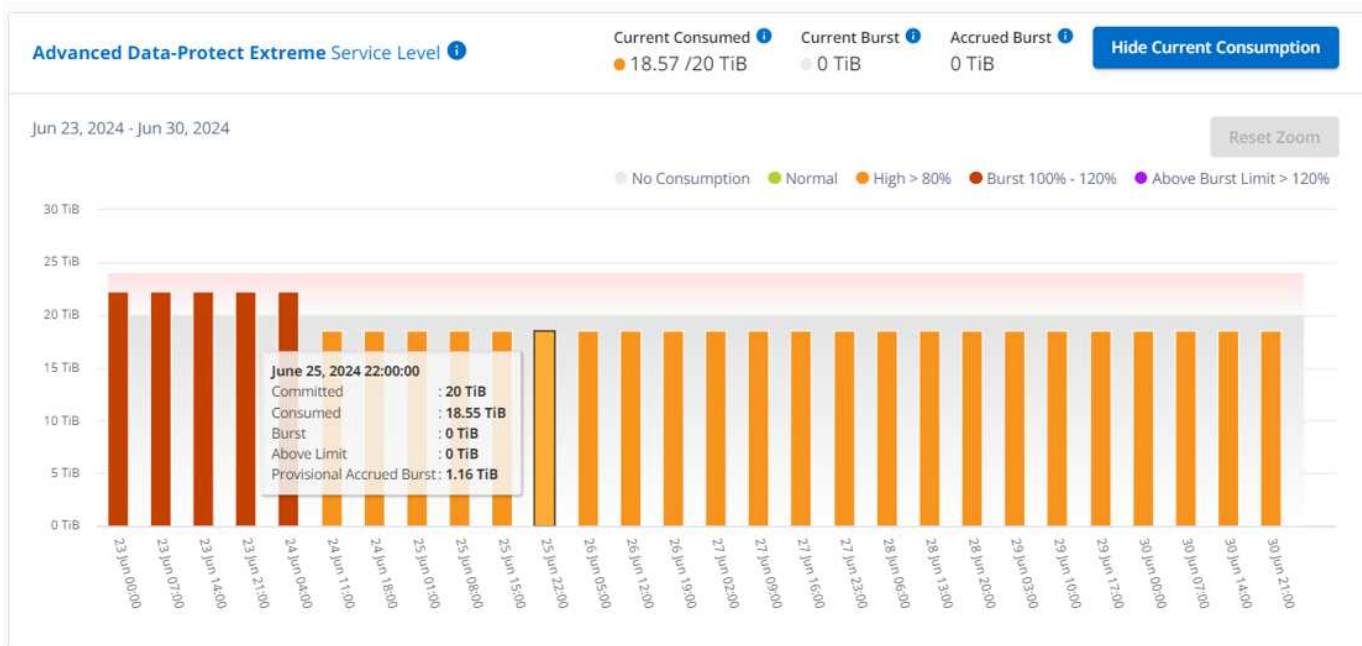 Advanced Data-Protect Extreme Service Level
Current Consumed
18.57 /20 TiB
Current Burst
0 TiB
Accrued Burst
0 TiB
Hide Current Consumption
Jun 23, 2024 - Jun 30, 2024
Reset Zoom
No Consumption Normal High > 80% Burst 100% - 120% Above Burst Limit > 120%
30 TiB
25 TiB
20 TiB
15 TiB
10 TiB
5 TiB
0 TiB
June 25, 2024 22:00:00
Committed : 20 TiB
Consumed : 18.55 TiB
Burst : 0 TiB
Above Limit : 0 TiB
Provisional Accrued Burst : 1.16 TiB
23 Jun 00:00
23 Jun 07:00
23 Jun 14:00
23 Jun 21:00
24 Jun 04:00
24 Jun 11:00
24 Jun 18:00
25 Jun 01:00
25 Jun 08:00
25 Jun 15:00
25 Jun 22:00
26 Jun 05:00
26 Jun 12:00
26 Jun 19:00
27 Jun 02:00
27 Jun 09:00
27 Jun 16:00
27 Jun 23:00
28 Jun 06:00
28 Jun 13:00
28 Jun 20:00
29 Jun 03:00
29 Jun 10:00
29 Jun 17:00
30 Jun 00:00
30 Jun 07:00
30 Jun 14:00
30 Jun 21:00